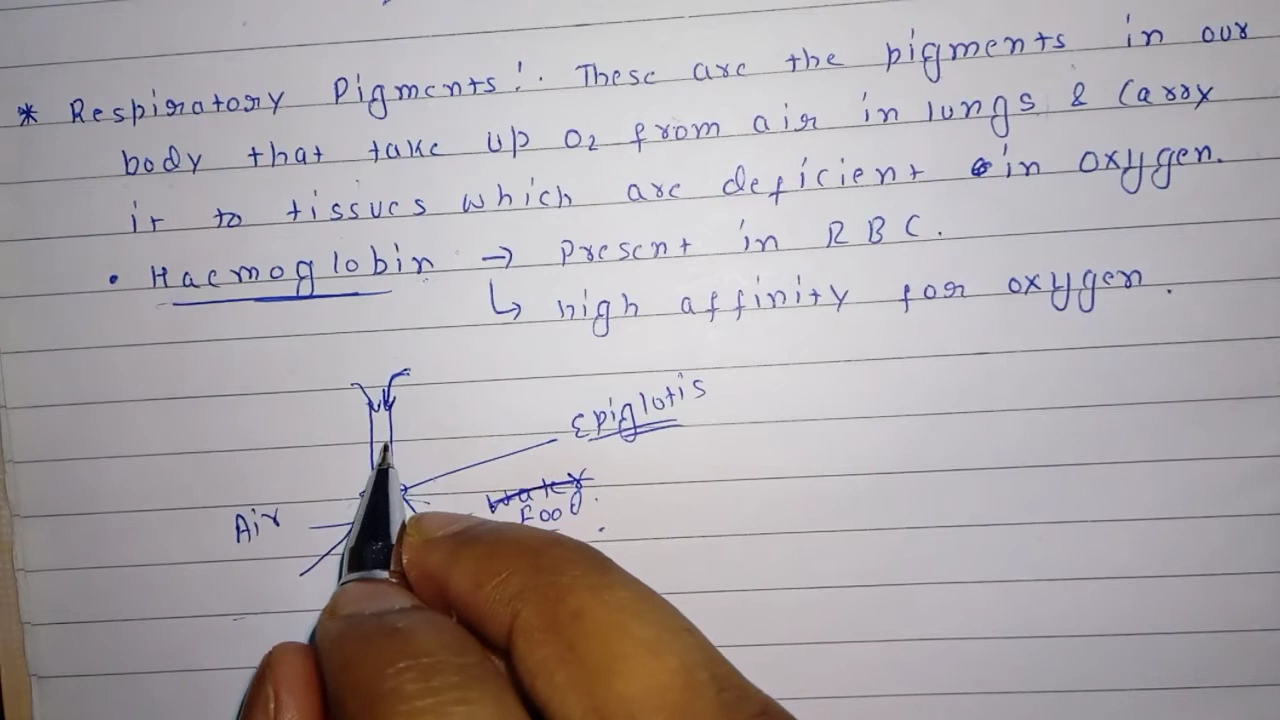 * Respiratory Pigments:. These are the pigments in our
body that take up O2 from air in lungs & Carry
it to tissues which are deficient in oxygen.
• Haemoglobin → Present in RBC.
↳ high affinity for oxygen.
Epiglotis
Water
Air
Food